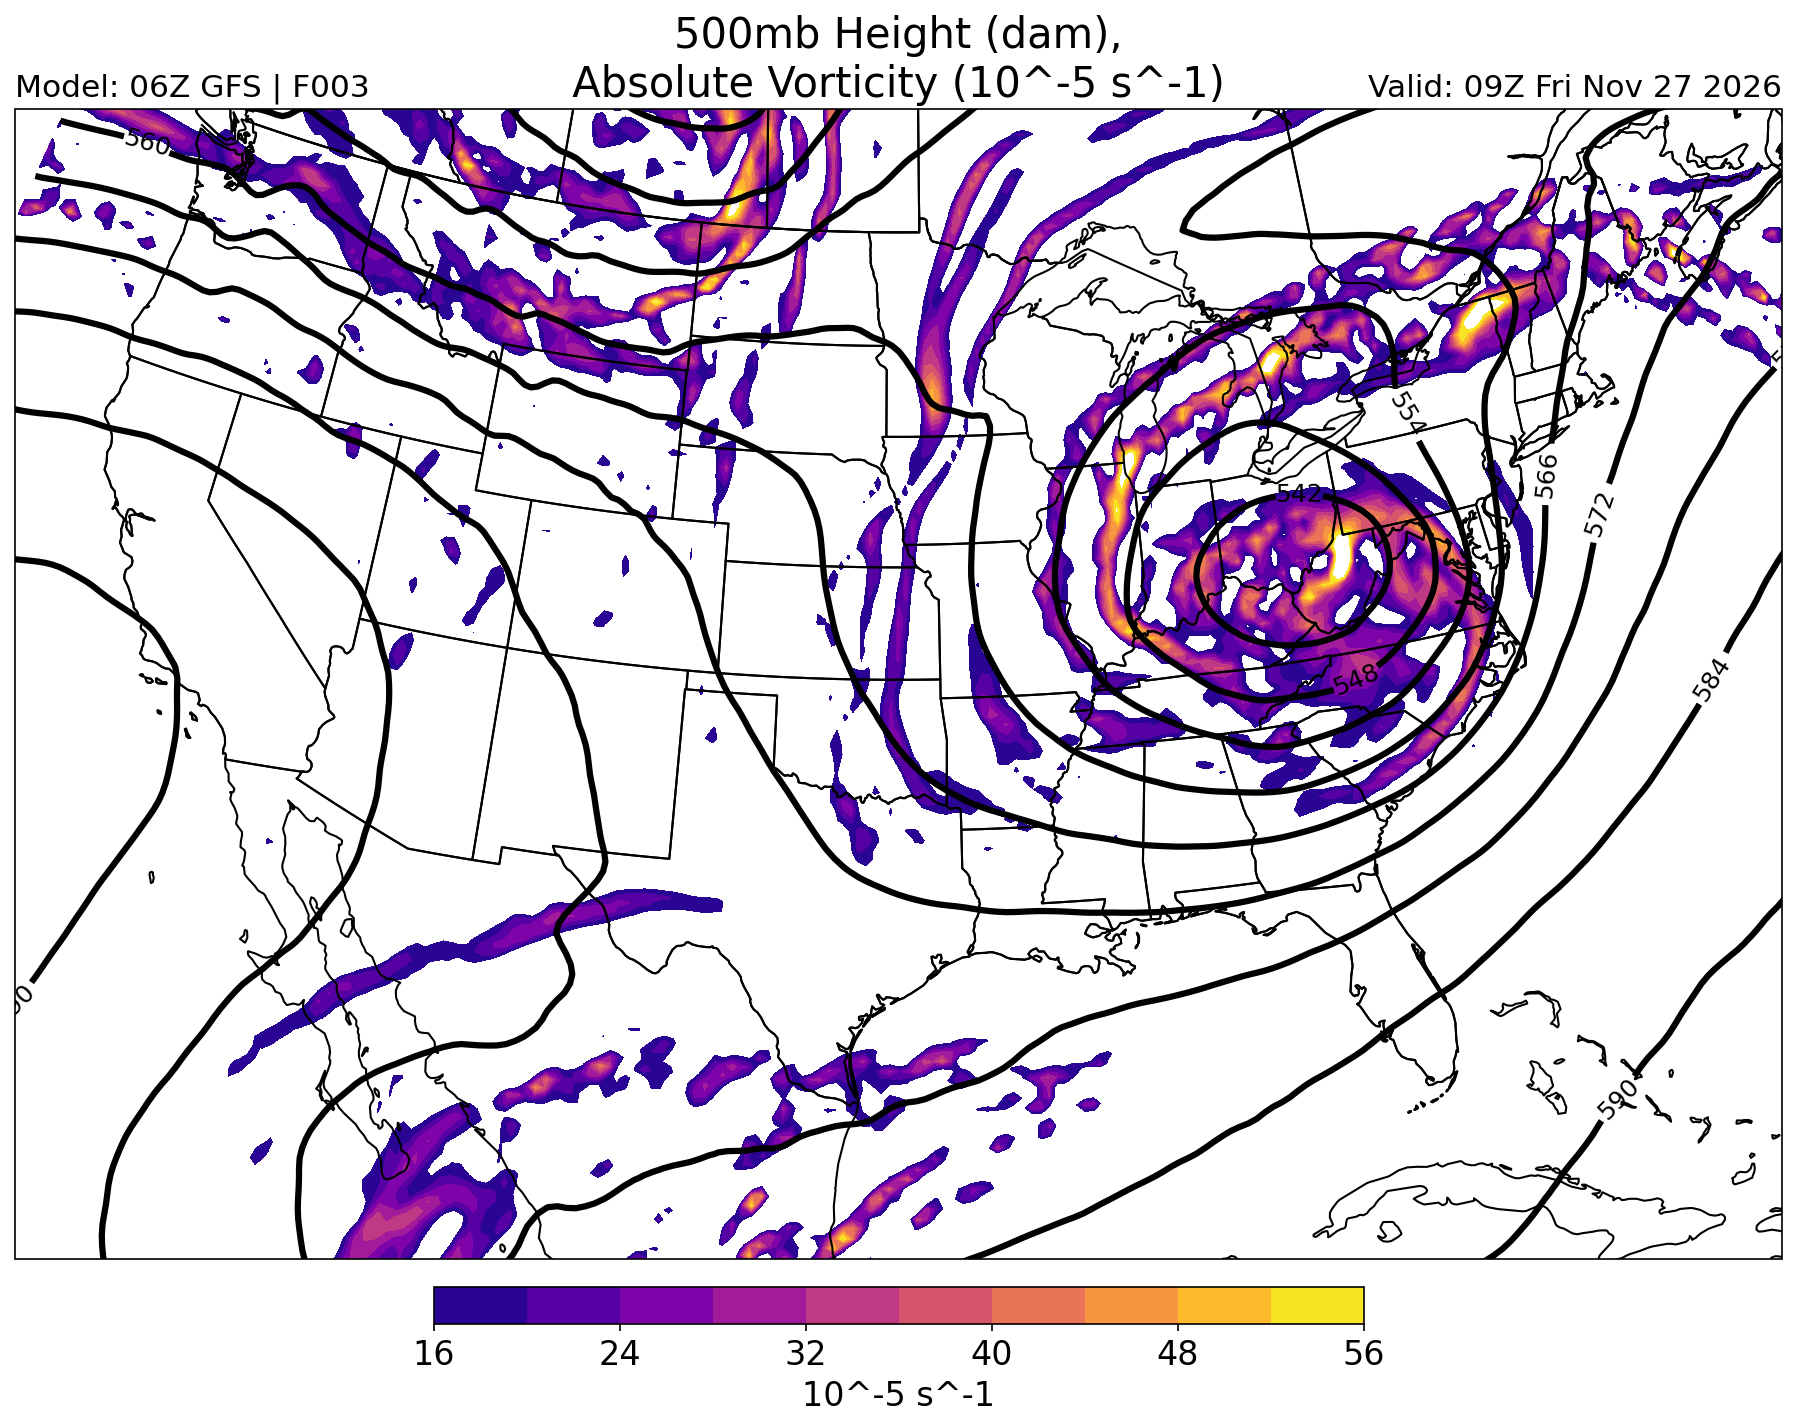 500mb Height (dam),
Model: 06Z GFS | F003
Absolute Vorticity (10^-5 s^-1)
Valid: 09Z Fri Nov 27 2026
560
554
542
566
572
548
584
590
16 24 32 40 48 56
10^-5 s^-1